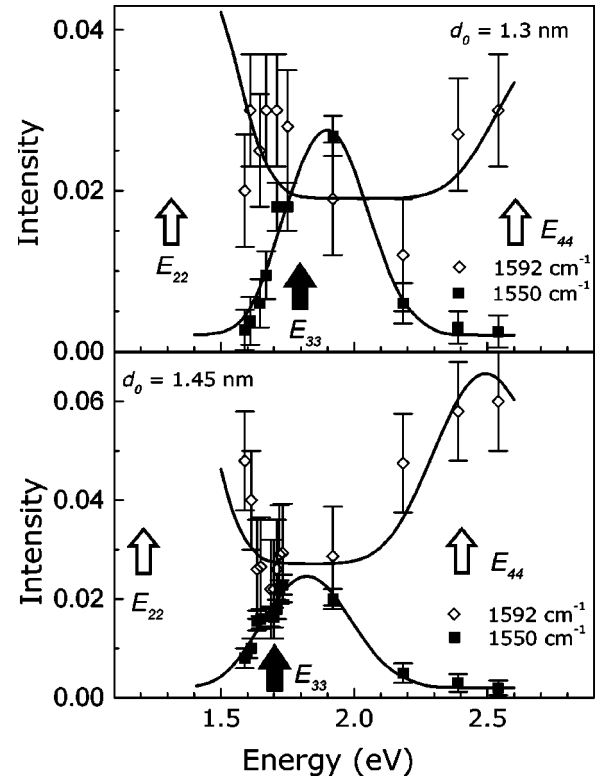 0.04
d₀ = 1.3 nm
Intensity
0.02
E₂₂
E₃₃
E₄₄
1592 cm⁻¹
1550 cm⁻¹
0.00
d₀ = 1.45 nm
0.06
Intensity
0.04
E₂₂
E₄₄
0.02
1592 cm⁻¹
1550 cm⁻¹
E₃₃
0.00
1.5 2.0 2.5
Energy (eV)